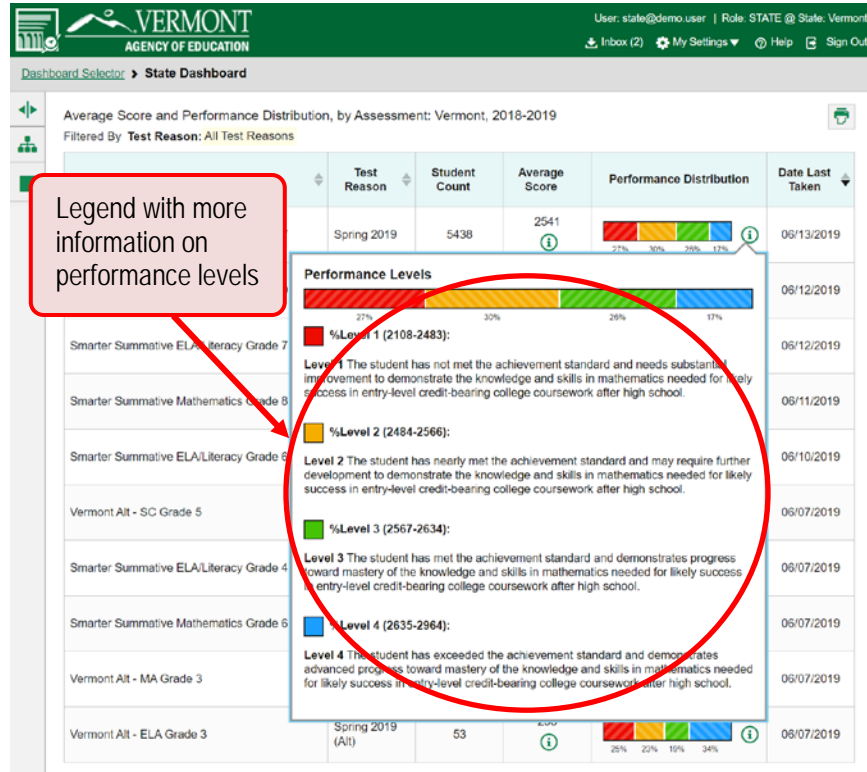 VERMONT
AGENCY OF EDUCATION
User: state@demo.user | Role: STATE @ State: Vermont
Inbox (2) My Settings Help Sign Out
Dashboard Selector State Dashboard
Average Score and Performance Distribution, by Assessment: Vermont, 2018-2019
Filtered By Test Reason: All Test Reasons
Test Reason Student Count Average Score Performance Distribution Date Last Taken
Legend with more
information on
performance levels
Spring 2019 5438 2541 27% 30% 26% 17% 06/13/2019
06/12/2019
Smarter Summative ELA/Literacy Grade 7 06/12/2019
Smarter Summative Mathematics Grade 8 06/11/2019
Smarter Summative ELA/Literacy Grade 6 06/10/2019
Vermont Alt - SC Grade 5 06/07/2019
Smarter Summative ELA/Literacy Grade 4 06/07/2019
Smarter Summative Mathematics Grade 6 06/07/2019
Vermont Alt - MA Grade 3 06/07/2019
Vermont Alt - ELA Grade 3 Spring 2019 (Alt) 53 25% 23% 19% 34% 06/07/2019
Performance Levels
27% 30% 26% 17%
%Level 1 (2108-2483):
Level 1 The student has not met the achievement standard and needs substantial
improvement to demonstrate the knowledge and skills in mathematics needed for likely
success in entry-level credit-bearing college coursework after high school.
%Level 2 (2484-2566):
Level 2 The student has nearly met the achievement standard and may require further
development to demonstrate the knowledge and skills in mathematics needed for likely
success in entry-level credit-bearing college coursework after high school.
%Level 3 (2567-2634):
Level 3 The student has met the achievement standard and demonstrates progress
toward mastery of the knowledge and skills in mathematics needed for likely success
in entry-level credit-bearing college coursework after high school.
%Level 4 (2635-2964):
Level 4 The student has exceeded the achievement standard and demonstrates
advanced progress toward mastery of the knowledge and skills in mathematics needed
for likely success in entry-level credit-bearing college coursework after high school.